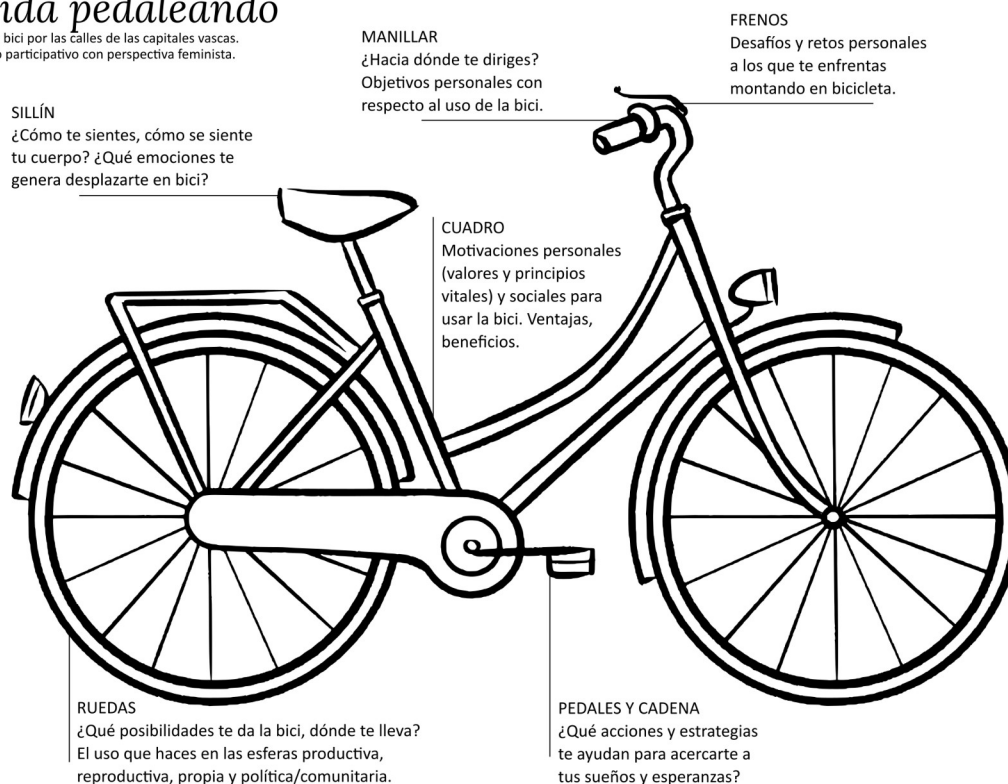 nda pedaleando
bici por las calles de las capitales vascas.
participativo con perspectiva feminista.
MANILLAR
¿Hacia dónde te diriges?
Objetivos personales con
respecto al uso de la bici.
FRENOS
Desafíos y retos personales
a los que te enfrentas
montando en bicicleta.
SILLÍN
¿Cómo te sientes, cómo se siente
tu cuerpo? ¿Qué emociones te
genera desplazarte en bici?
CUADRO
Motivaciones personales
(valores y principios
vitales) y sociales para
usar la bici. Ventajas,
beneficios.
RUEDAS
¿Qué posibilidades te da la bici, dónde te lleva?
El uso que haces en las esferas productiva,
reproductiva, propia y política/comunitaria.
PEDALES Y CADENA
¿Qué acciones y estrategias
te ayudan para acercarte a
tus sueños y esperanzas?